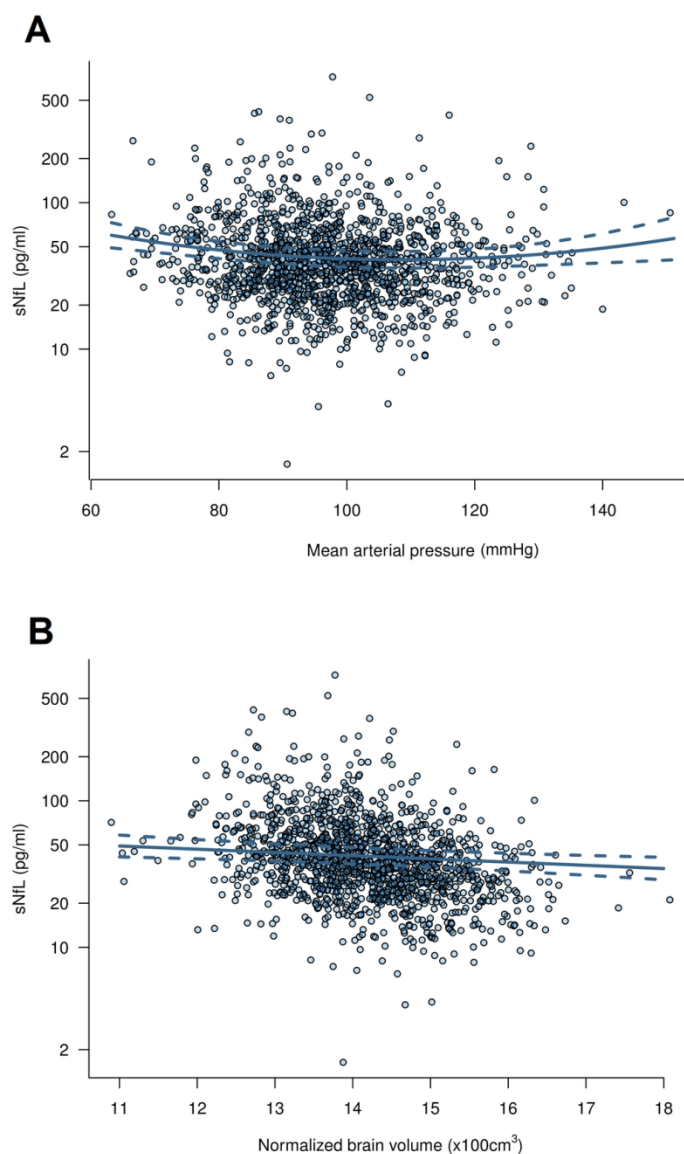 A
500
200
100
50
20
10
2
sNfL (pg/ml)
60 80 100 120 140
Mean arterial pressure (mmHg)
B
500
200
100
50
20
10
2
sNfL (pg/ml)
11 12 13 14 15 16 17 18
Normalized brain volume (x100cm³)